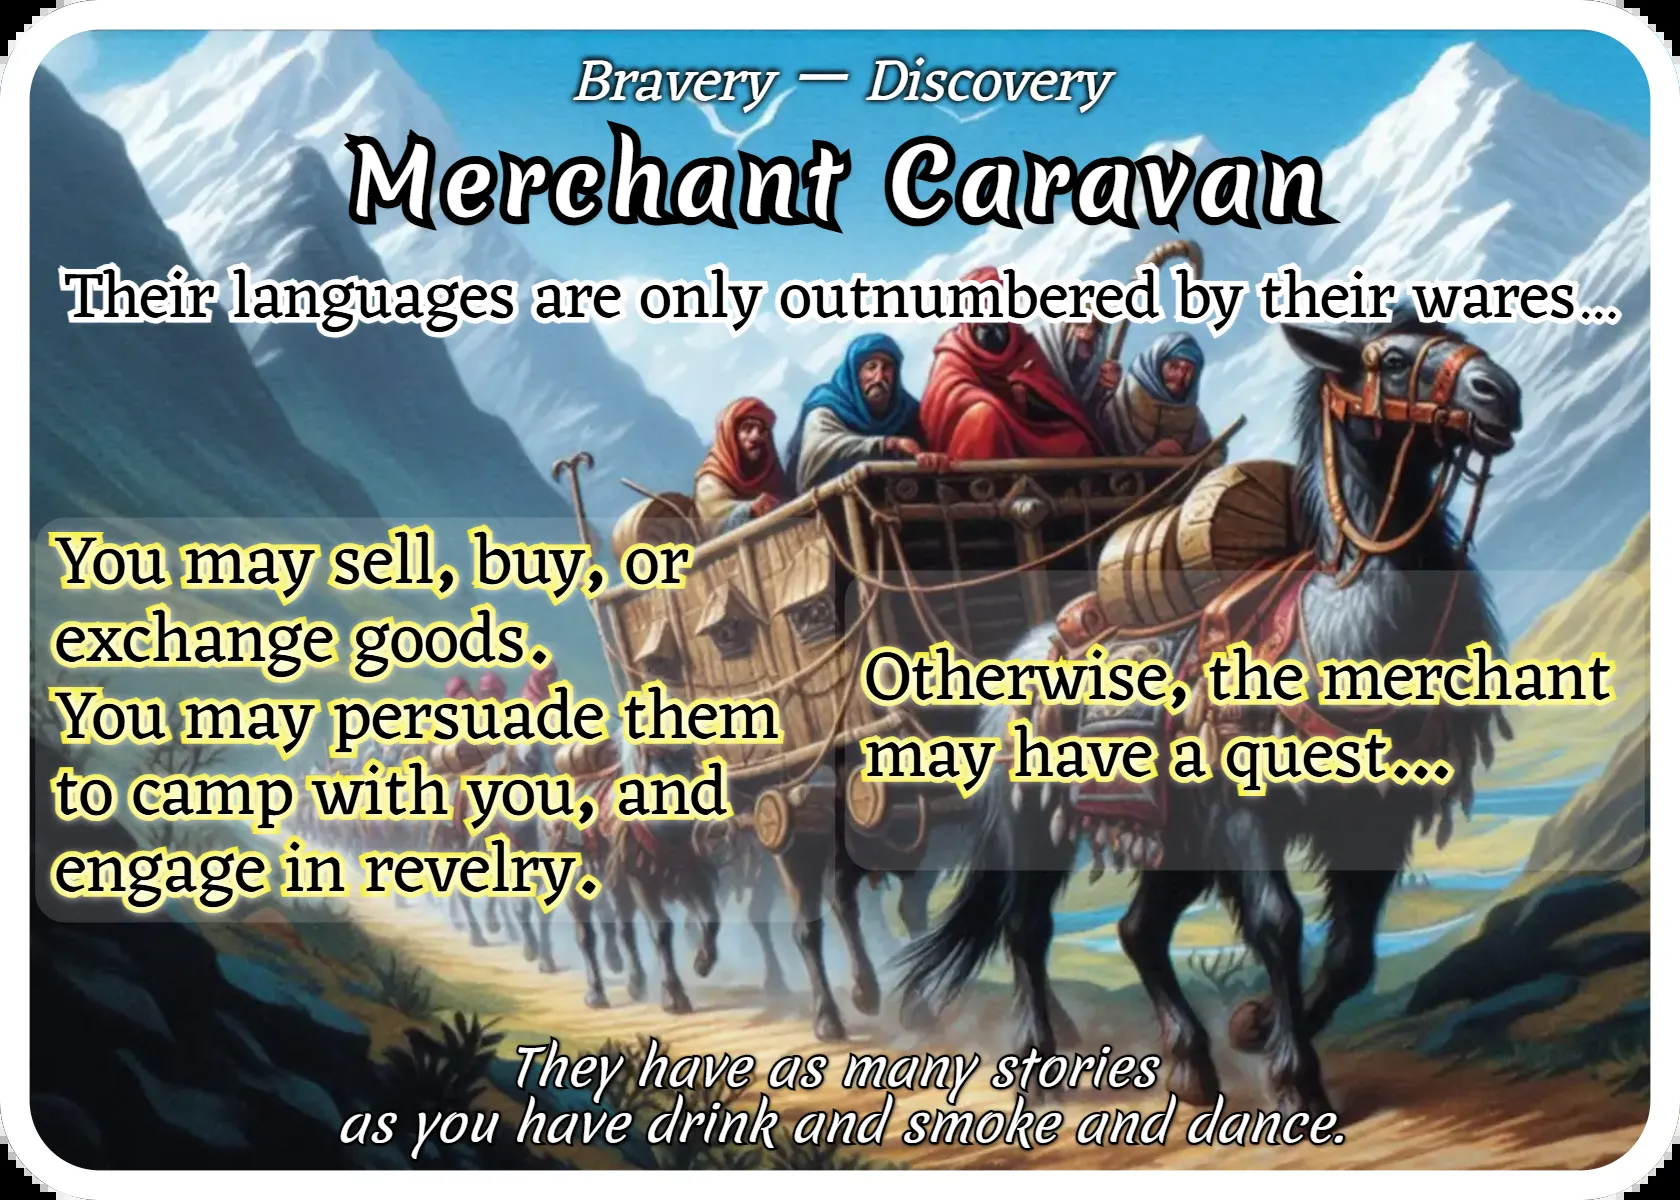 Bravery — Discovery
Merchant Caravan
Their languages are only outnumbered by their wares...
You may sell, buy, or
exchange goods.
You may persuade them
to camp with you, and
engage in revelry.
Otherwise, the merchant
may have a quest...
They have as many stories
as you have drink and smoke and dance.